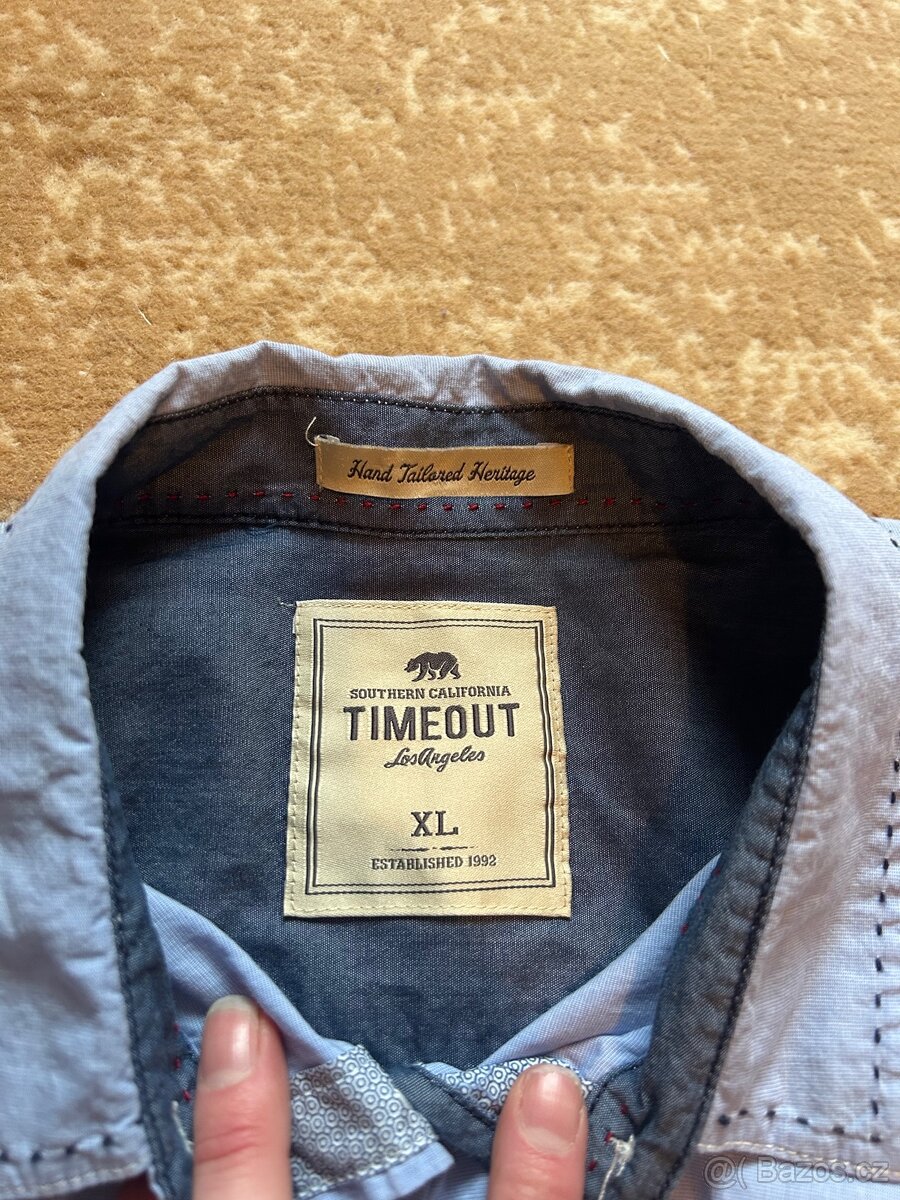 Hand Tailored Heritage
SOUTHERN CALIFORNIA
TIMEOUT
Los Angeles
XL
ESTABLISHED 1992
@( Bazos.cz